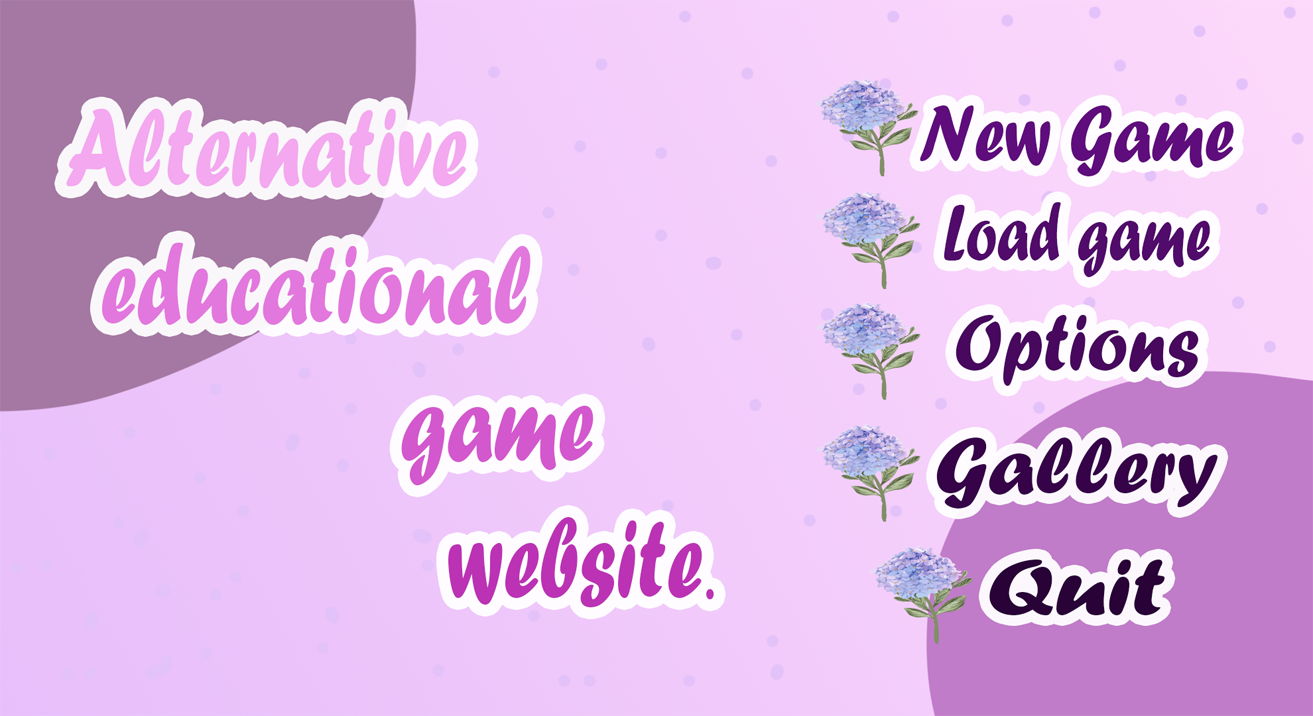 Alternative
educational
game
website.
New Game
Load game
Options
Gallery
Quit